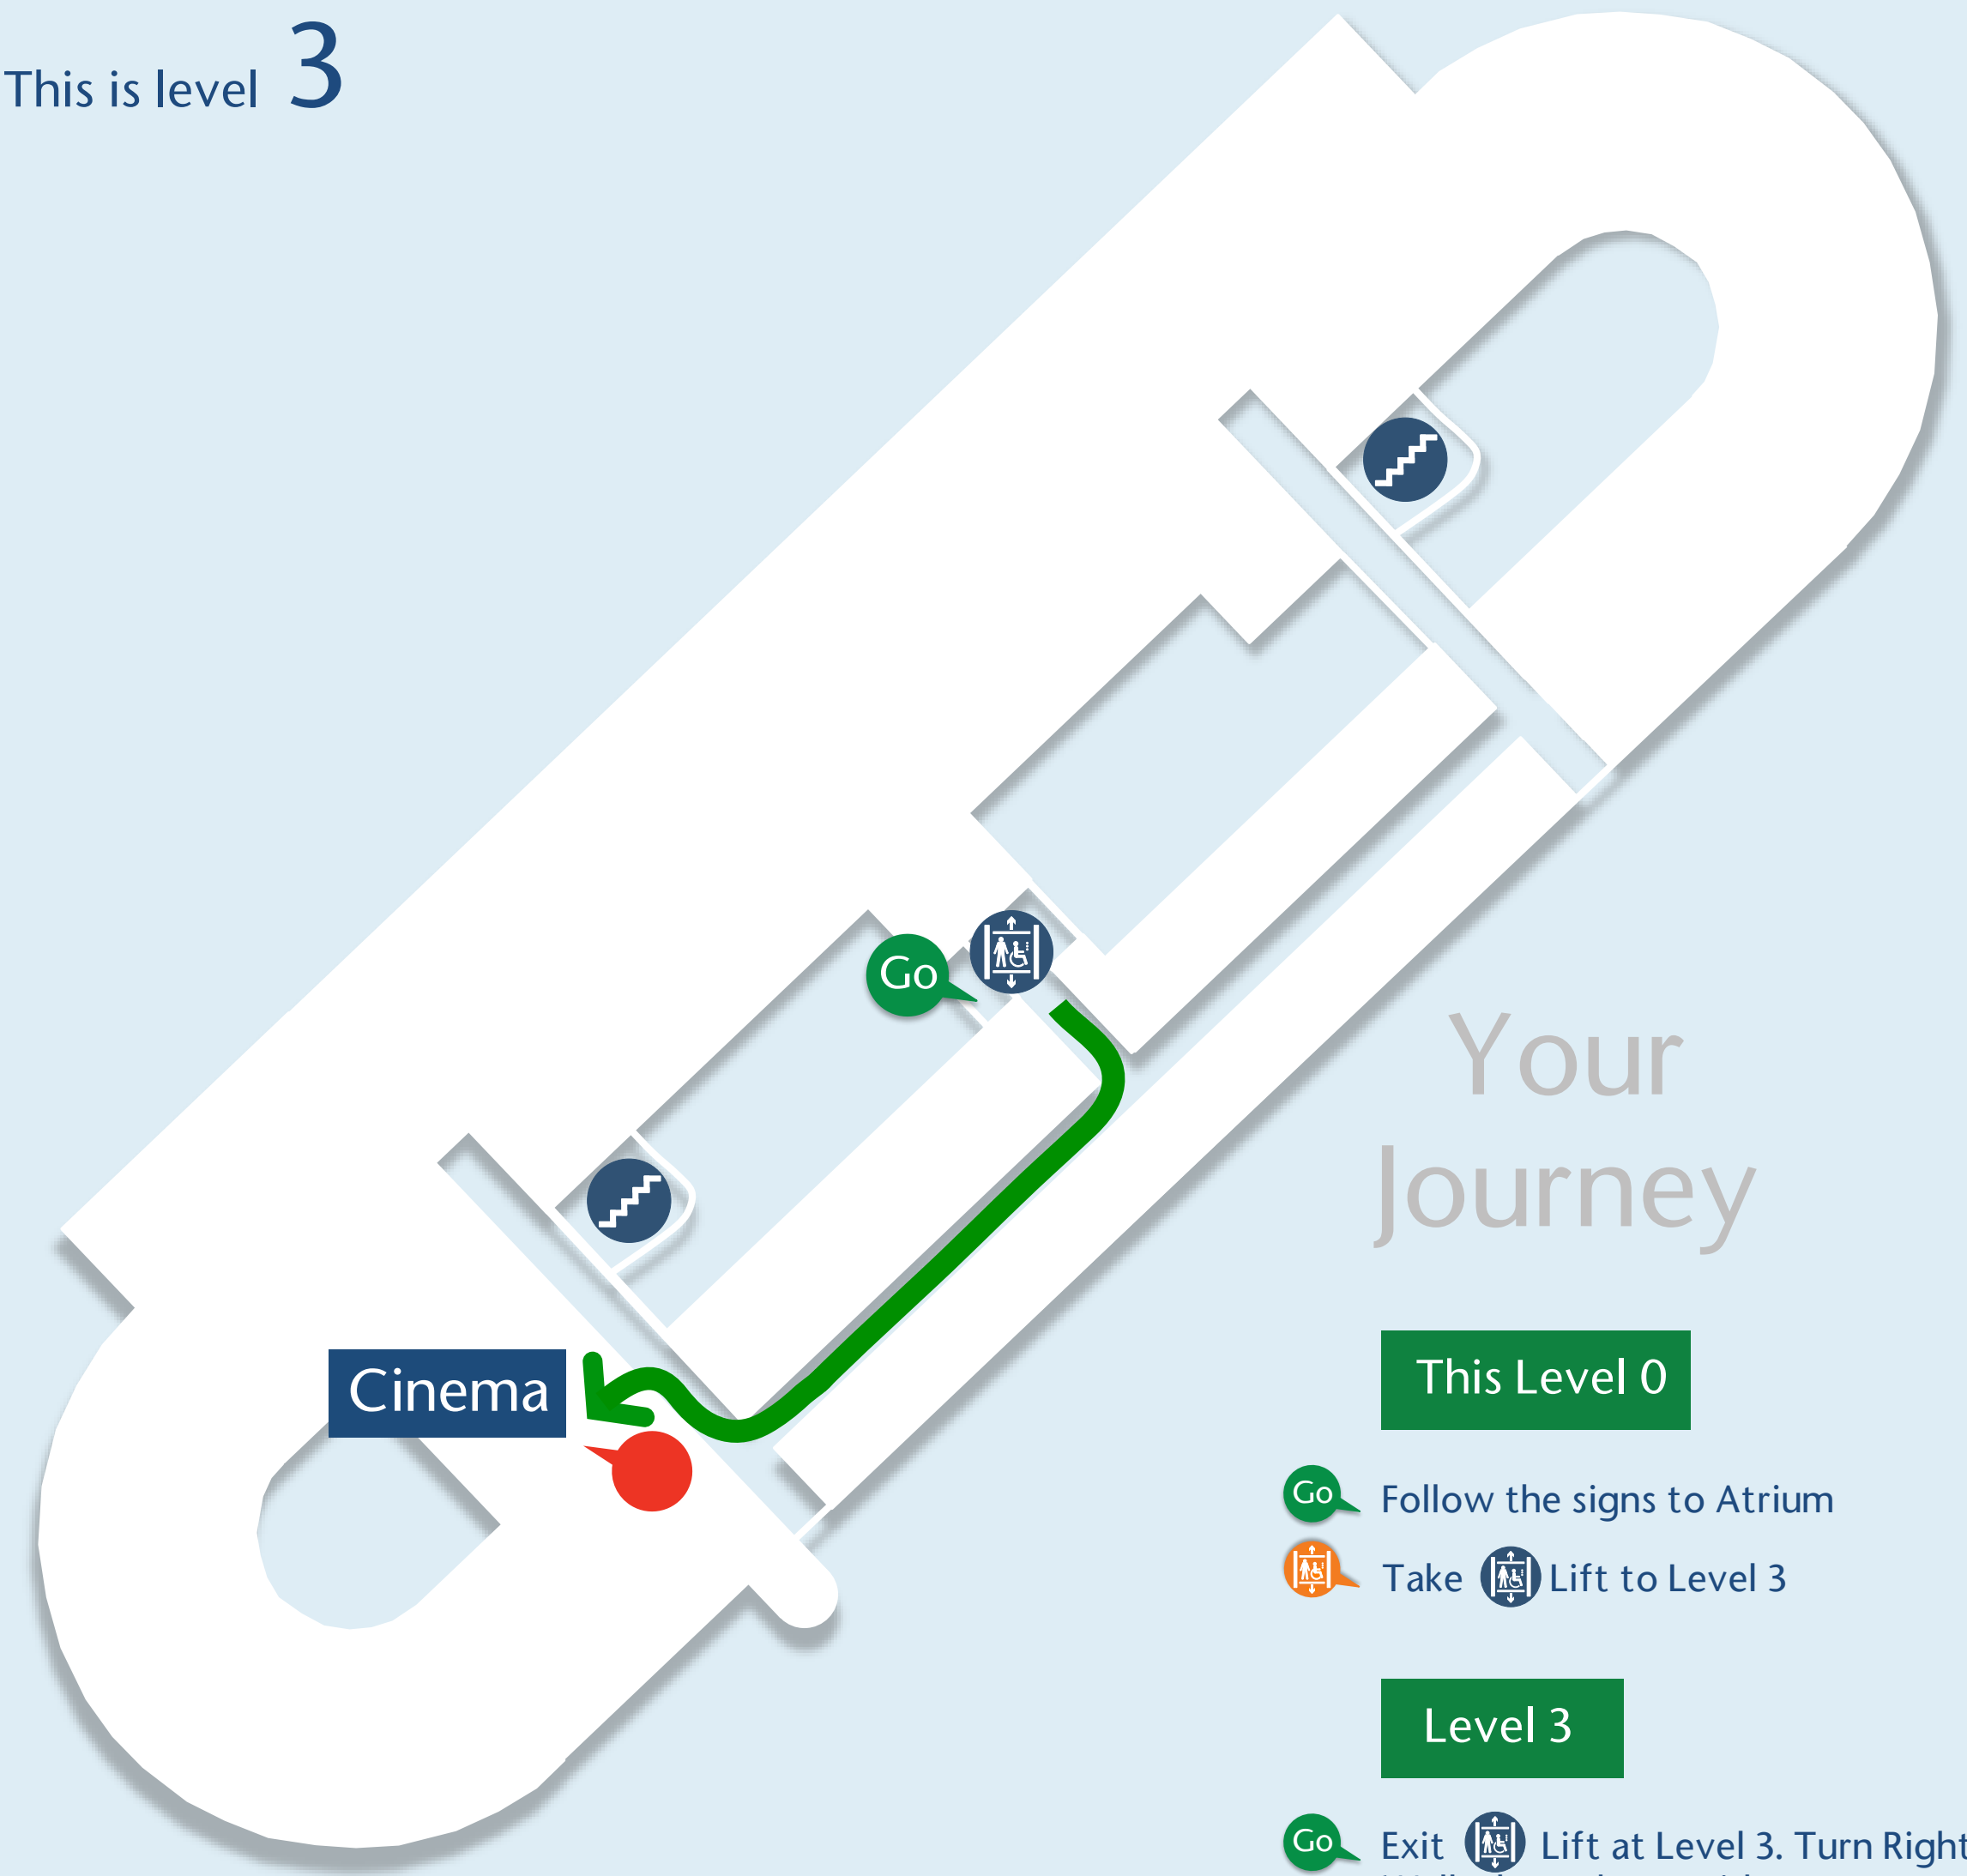 This is level 3
Go
Your
Journey
Cinema
This Level 0
Go Follow the signs to Atrium
Take Lift to Level 3
Level 3
Go Exit Lift at Level 3. Turn Right